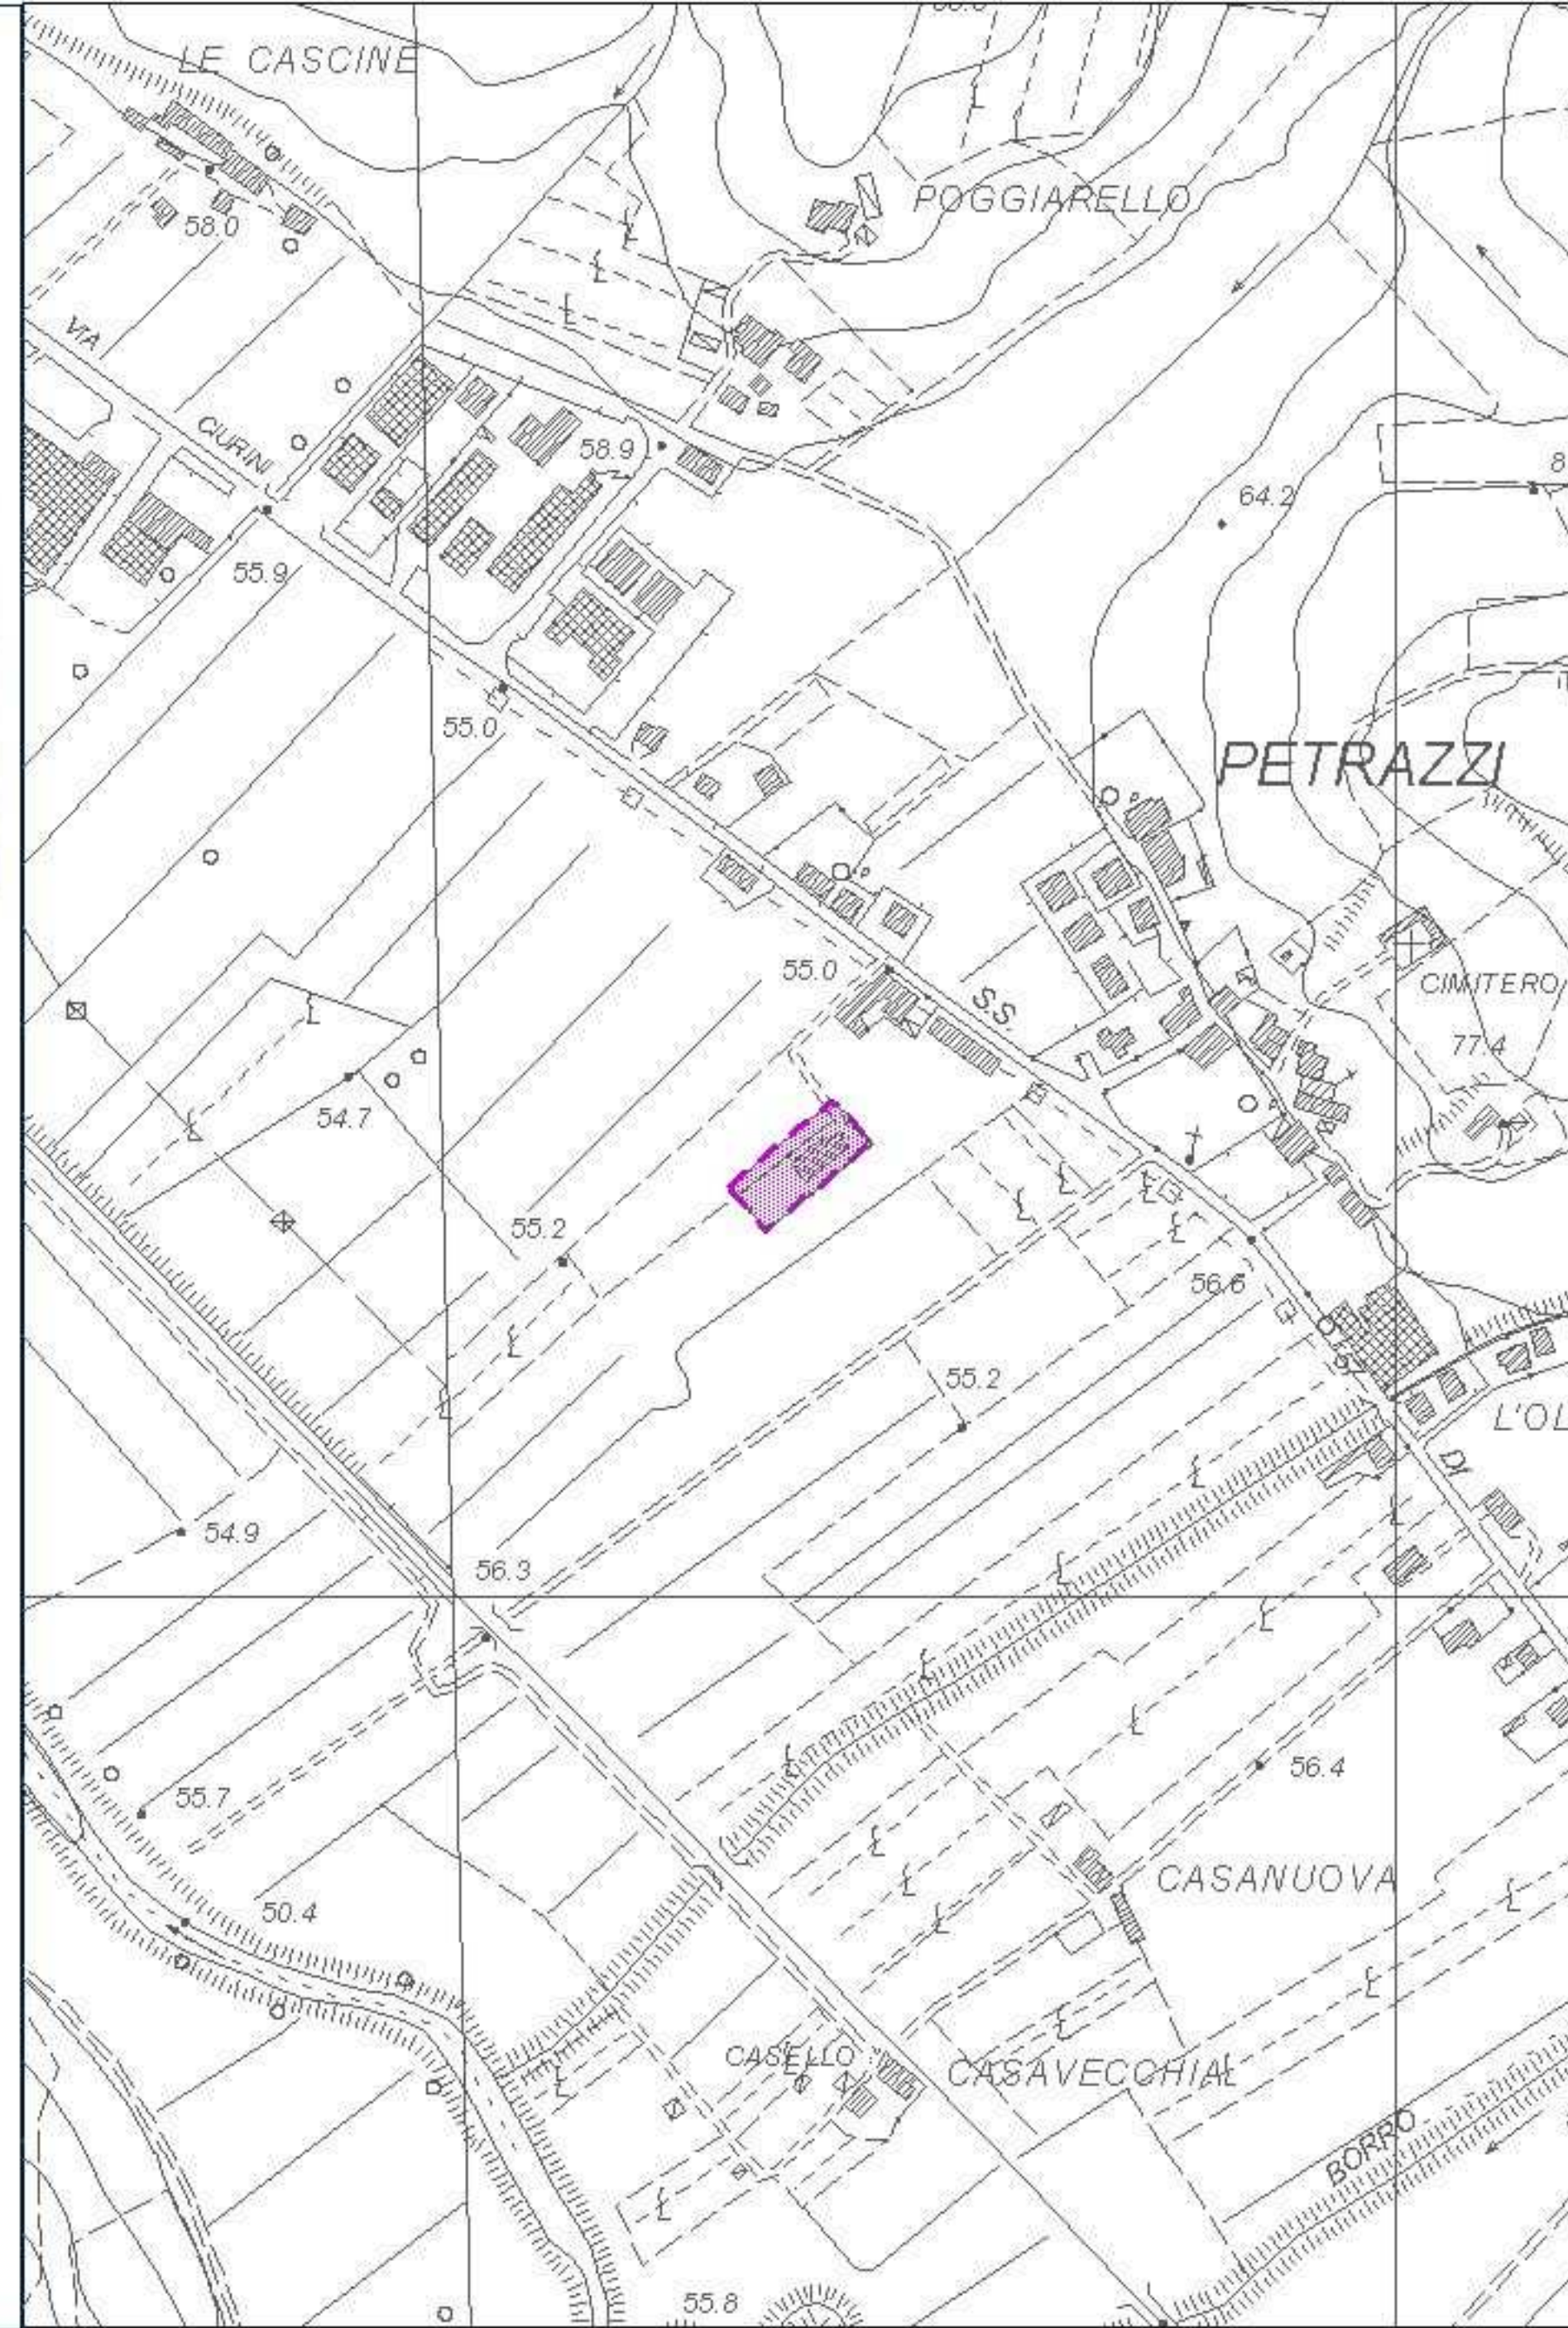 LE CASCINE
POGGIARELLO
58.0
VIA
CIURINI
58.9
8
64.2
55.9
55.0
PETRAZZI
55.0
S.S.
CIMITERO
77.4
54.7
55.2
56.6
55.2
L'OL
DI
54.9
56.3
56.4
55.7
CASANUOVA
50.4
CASELLO
CASAVECCHIA
BORRO
55.8